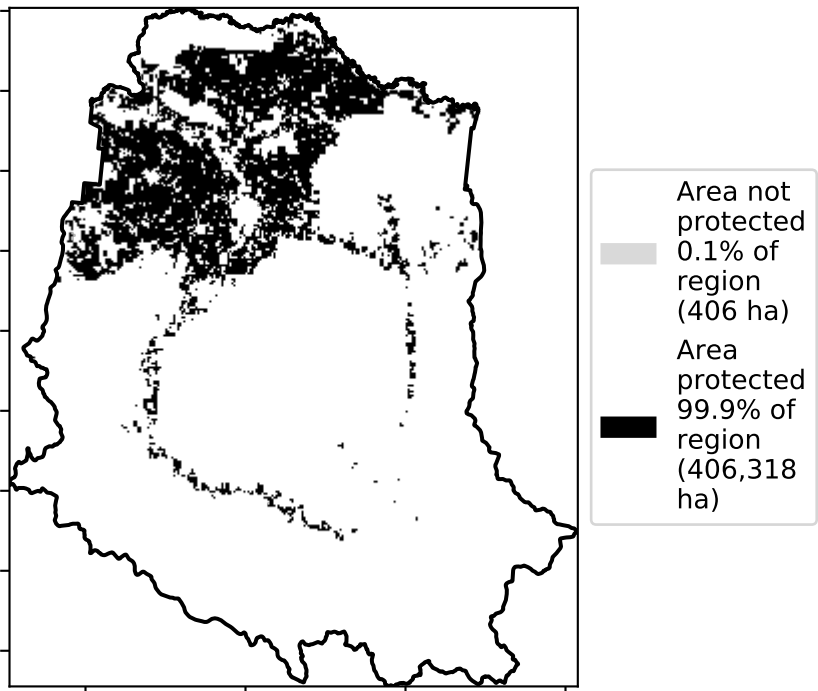 Area not
protected
0.1% of
region
(406 ha)
Area
protected
99.9% of
region
(406,318
ha)